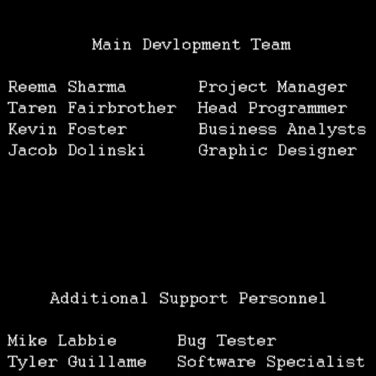 Main Devlopment Team
Reema Sharma Project Manager
Taren Fairbrother Head Programmer
Kevin Foster Business Analysts
Jacob Dolinski Graphic Designer
Additional Support Personnel
Mike Labbie Bug Tester
Tyler Guillame Software Specialist